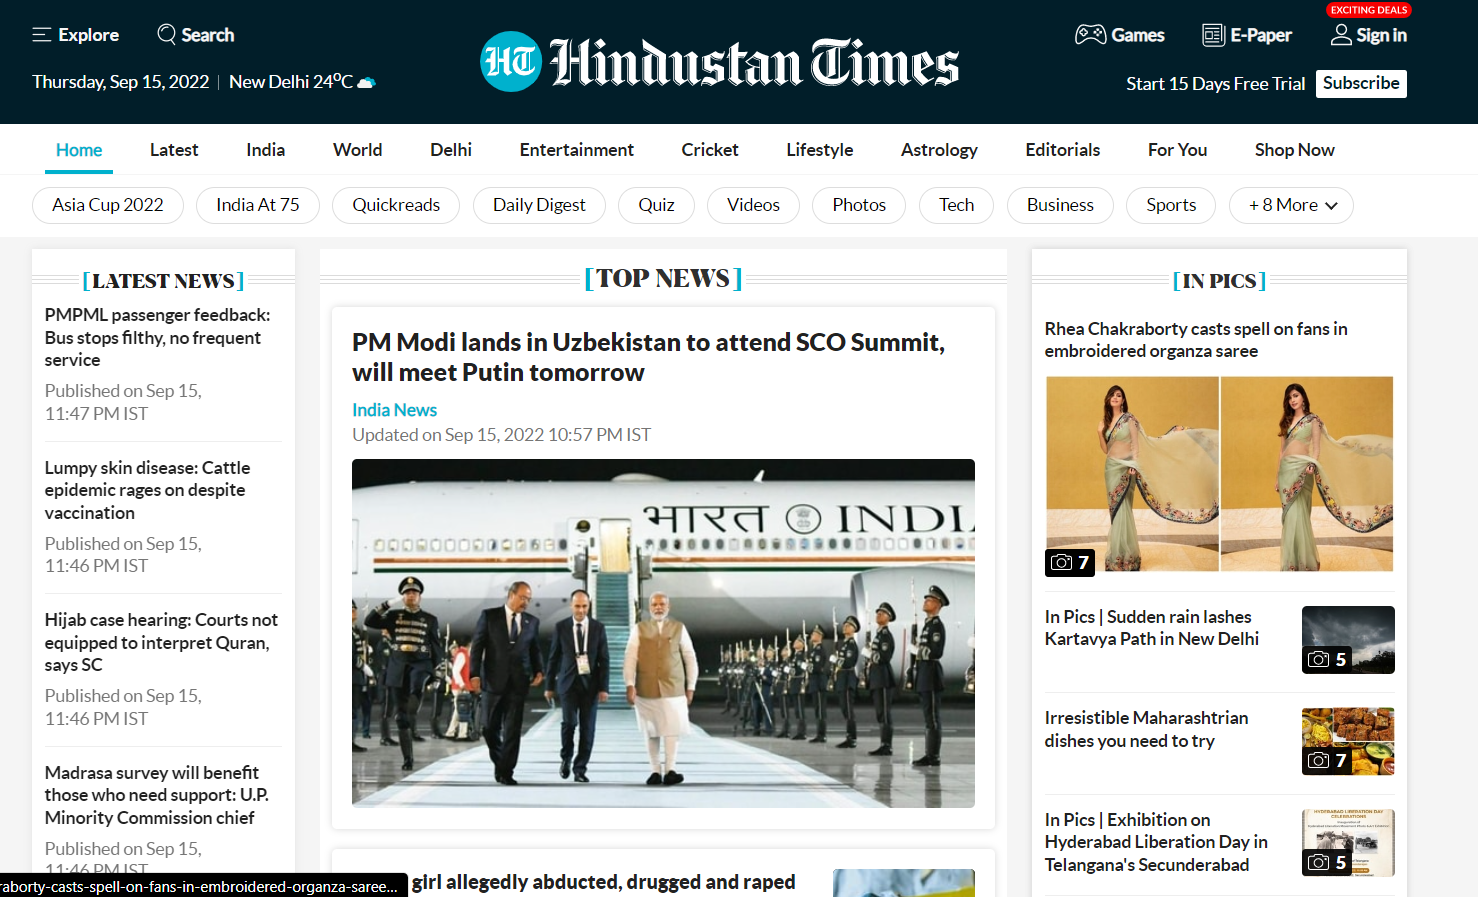 Explore
Search
Thursday, Sep 15, 2022
New Delhi 24°C
HT Hindustan Times
Games
E-Paper
EXCITING DEALS
Sign in
Start 15 Days Free Trial
Subscribe
Home
Latest
India
World
Delhi
Entertainment
Cricket
Lifestyle
Astrology
Editorials
For You
Shop Now
Asia Cup 2022
India At 75
Quickreads
Daily Digest
Quiz
Videos
Photos
Tech
Business
Sports
+ 8 More
[LATEST NEWS]
PMPML passenger feedback:
Bus stops filthy, no frequent
service
Published on Sep 15,
11:47 PM IST
Lumpy skin disease: Cattle
epidemic rages on despite
vaccination
Published on Sep 15,
11:46 PM IST
Hijab case hearing: Courts not
equipped to interpret Quran,
says SC
Published on Sep 15,
11:46 PM IST
Madrasa survey will benefit
those who need support: U.P.
Minority Commission chief
Published on Sep 15,
11:46 PM IST
raborty-casts-spell-on-fans-in-embroidered-organza-saree...
[TOP NEWS]
PM Modi lands in Uzbekistan to attend SCO Summit,
will meet Putin tomorrow
India News
Updated on Sep 15, 2022 10:57 PM IST
भारत INDIA
girl allegedly abducted, drugged and raped
[IN PICS]
Rhea Chakraborty casts spell on fans in
embroidered organza saree
7
In Pics | Sudden rain lashes
Kartavya Path in New Delhi
5
Irresistible Maharashtrian
dishes you need to try
7
In Pics | Exhibition on
Hyderabad Liberation Day in
Telangana's Secunderabad
HYDERABAD LIBERATION DAY
CELEBRATIONS
5